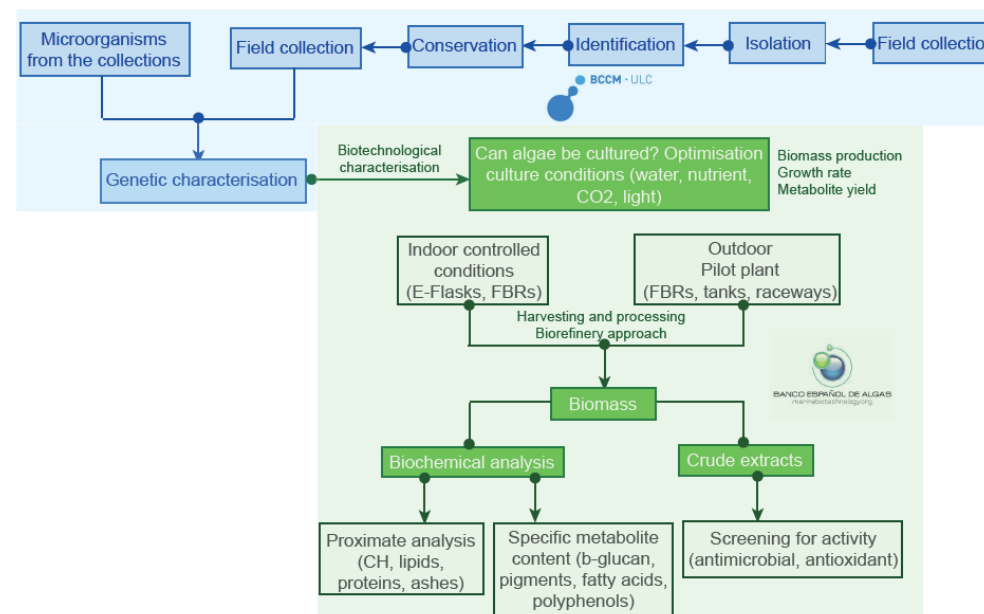 Microorganisms
from the collections
Field collection
Conservation
Identification
Isolation
Field collectio
BCCM · ULC
Genetic characterisation
Biotechnological
characterisation
Can algae be cultured? Optimisation
culture conditions (water, nutrient,
CO2, light)
Biomass production
Growth rate
Metabolite yield
Indoor controlled
conditions
(E-Flasks, FBRs)
Outdoor
Pilot plant
(FBRs, tanks, raceways)
Harvesting and processing
Biorefinery approach
BANCO ESPAÑOL DE ALGAS
marinebiotechnology.org
Biomass
Biochemical analysis
Crude extracts
Proximate analysis
(CH, lipids,
proteins, ashes)
Specific metabolite
content (b-glucan,
pigments, fatty acids,
polyphenols)
Screening for activity
(antimicrobial, antioxidant)